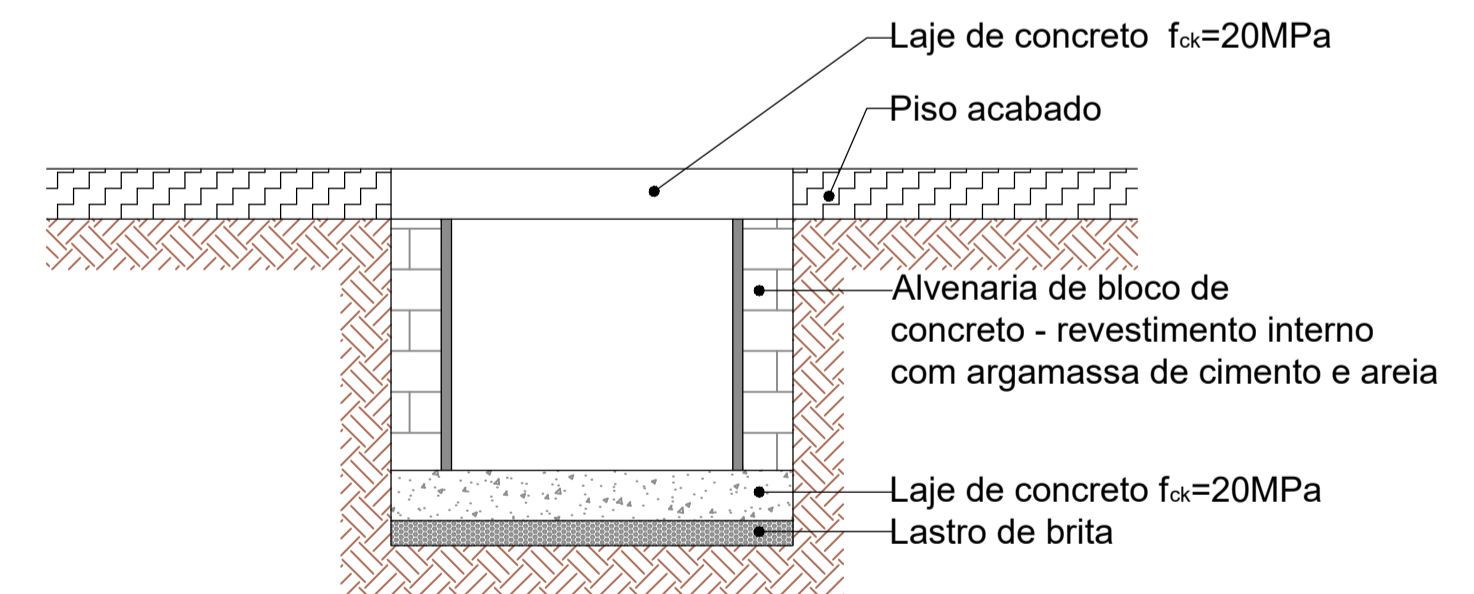 Laje de concreto fck=20MPa
Piso acabado
Alvenaria de bloco de
concreto - revestimento interno
com argamassa de cimento e areia
Laje de concreto fck=20MPa
Lastro de brita